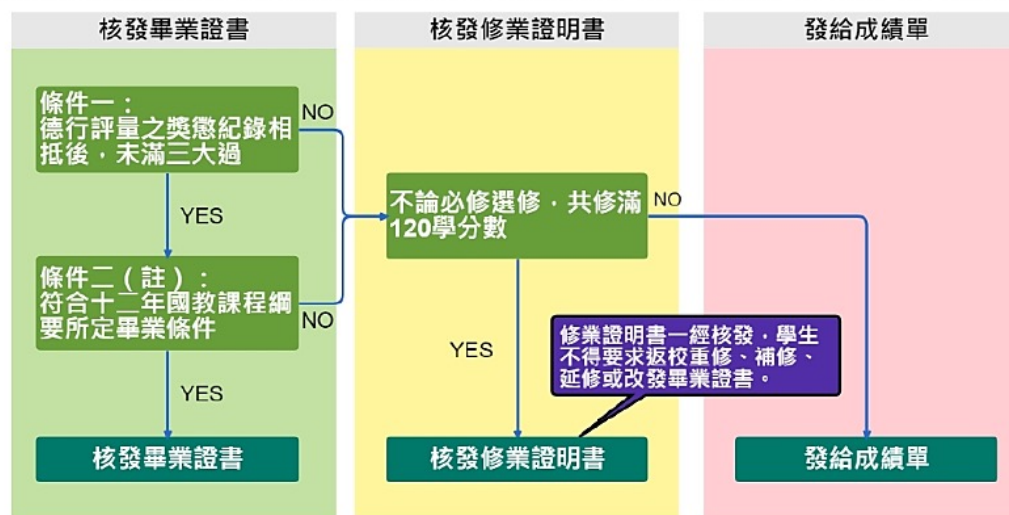 核發畢業證書
核發修業證明書
發給成績單
條件一：
德行評量之獎懲紀錄相
抵後，未滿三大過
NO
YES
不論必修選修，共修滿
120學分數
NO
條件二（註）：
符合十二年國教課程綱
要所定畢業條件
NO
YES
修業證明書一經核發，學生
不得要求返校重修、補修、
延修或改發畢業證書。
YES
核發畢業證書
核發修業證明書
發給成績單